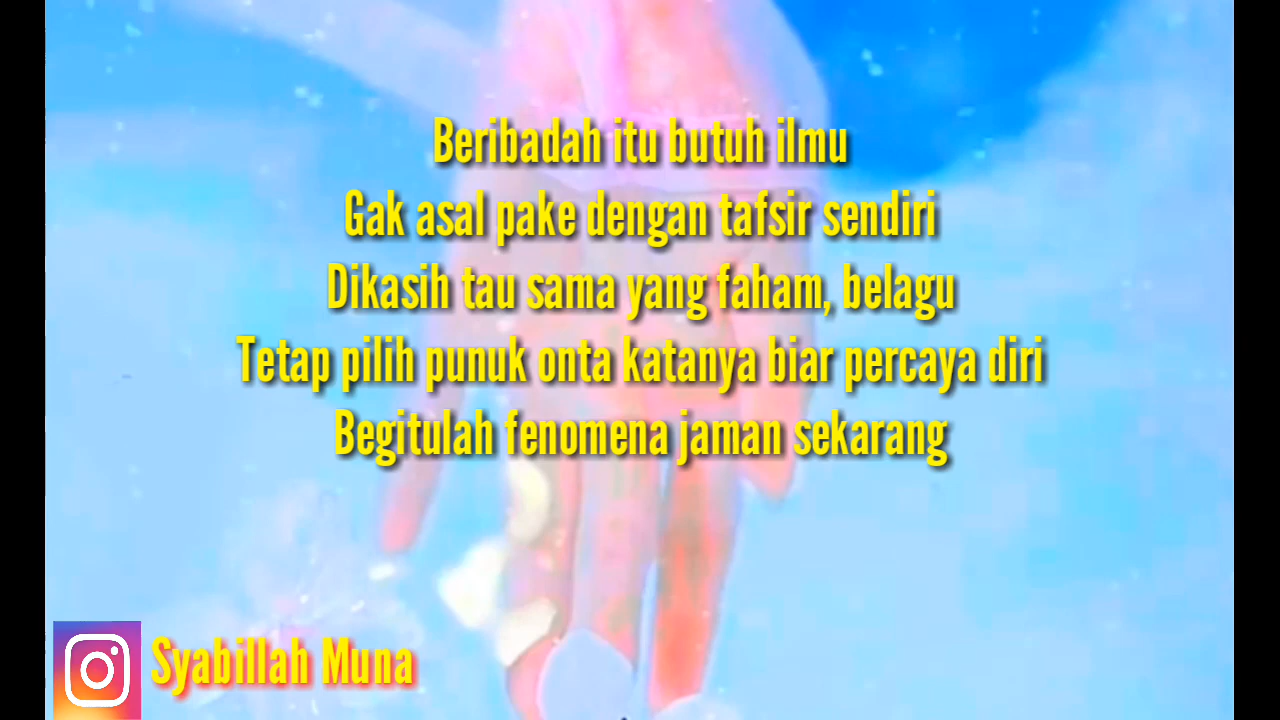 Beribadah itu butuh ilmu
Gak asal pake dengan tafsir sendiri
Dikasih tau sama yang faham, belagu
Tetap pilih punuk onta katanya biar percaya diri
Begitulah fenomena jaman sekarang
Syabillah Muna